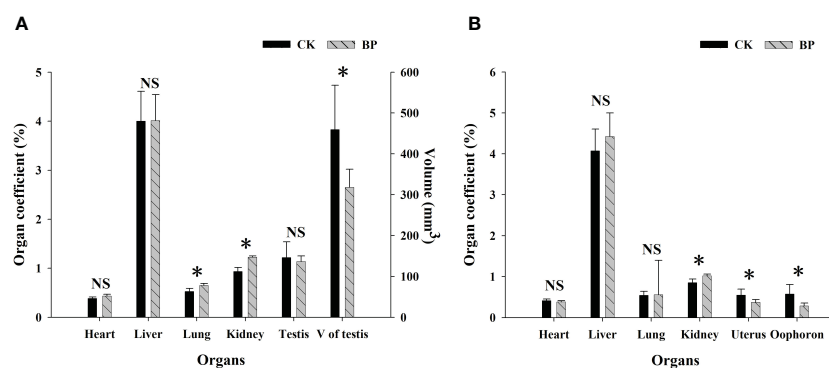 A
CK BP
5
4
3
2
1
0
Organ coefficient (%)
NS
NS
*
*
NS
*
600
500
400
300
200
100
0
Volume (mm³)
Heart Liver Lung Kidney Testis V of testis
Organs
B
CK BP
6
5
4
3
2
1
0
Organ coefficient (%)
NS
NS
NS
*
*
*
Heart Liver Lung Kidney Uterus Oophoron
Organs